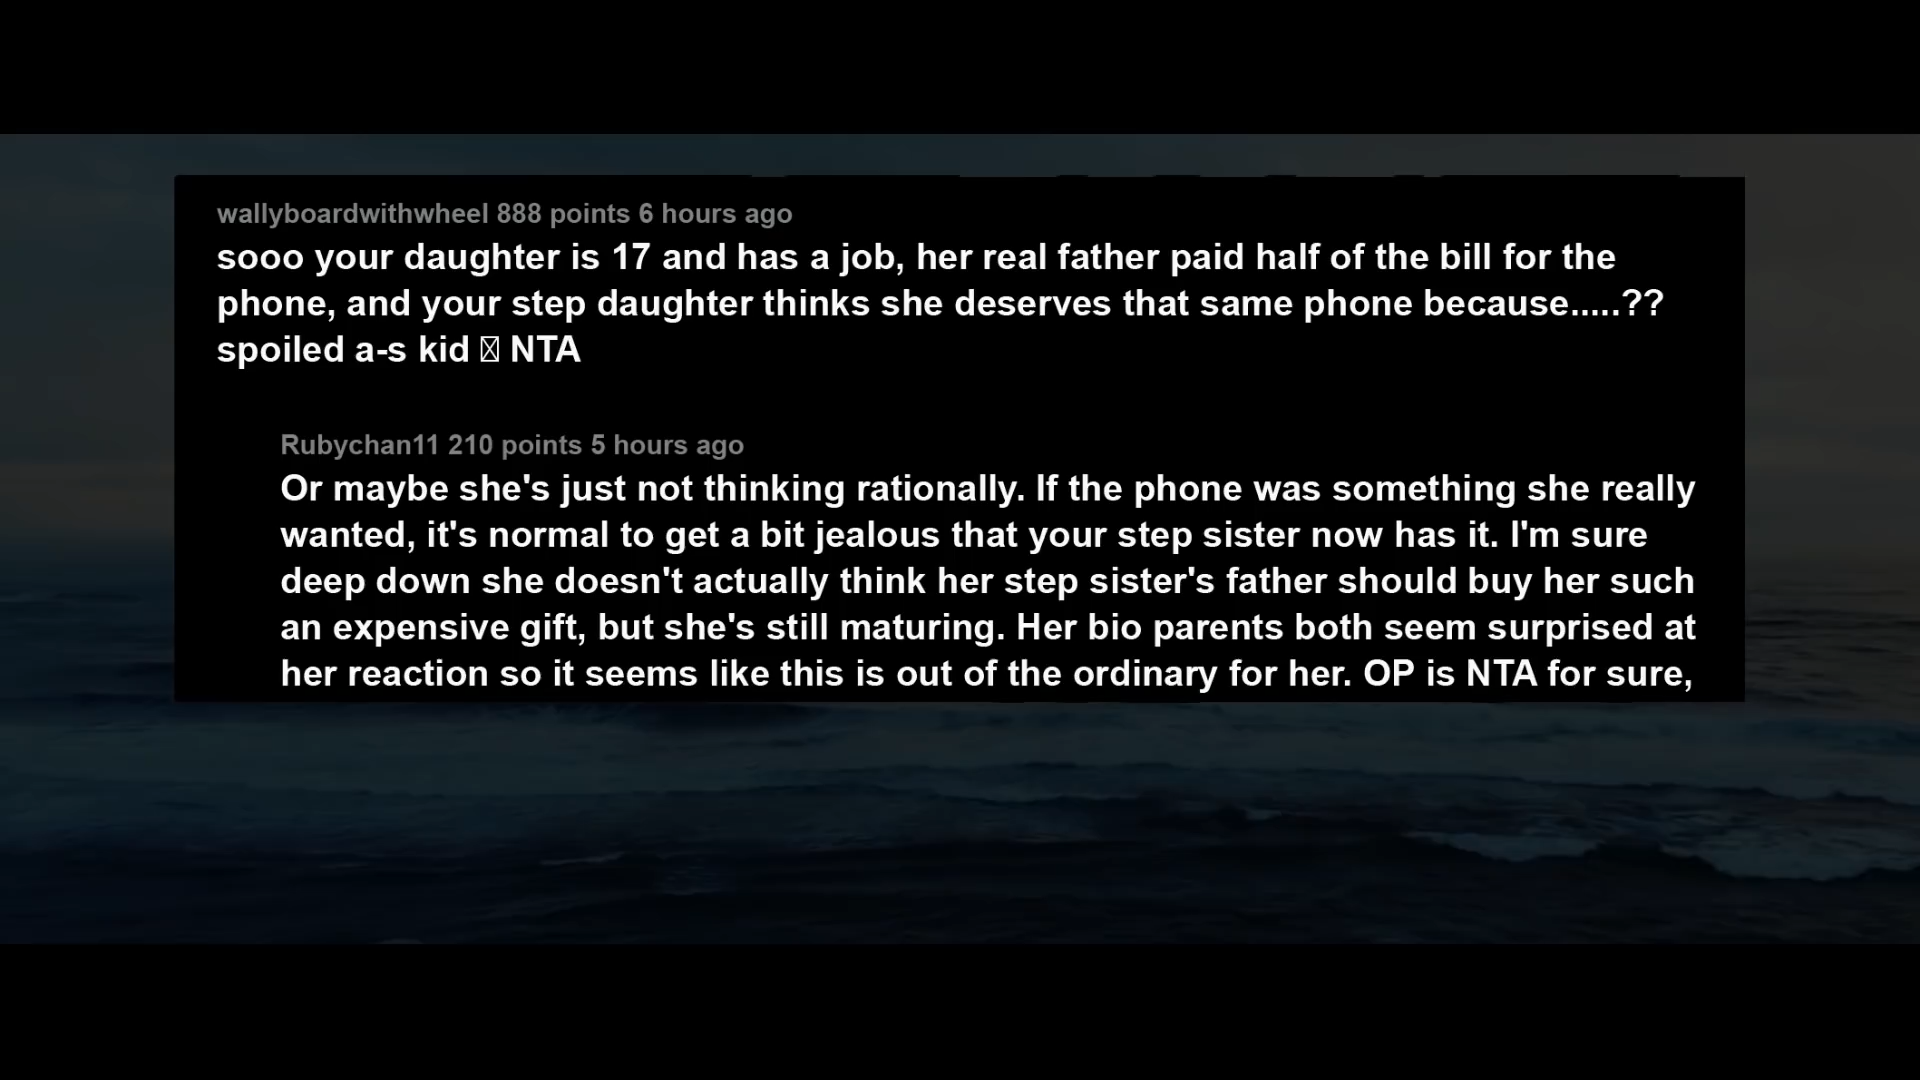 wallyboardwithwheel 888 points 6 hours ago
sooo your daughter is 17 and has a job, her real father paid half of the bill for the
phone, and your step daughter thinks she deserves that same phone because.....??
spoiled a-s kid NTA
Rubychan11 210 points 5 hours ago
Or maybe she's just not thinking rationally. If the phone was something she really
wanted, it's normal to get a bit jealous that your step sister now has it. I'm sure
deep down she doesn't actually think her step sister's father should buy her such
an expensive gift, but she's still maturing. Her bio parents both seem surprised at
her reaction so it seems like this is out of the ordinary for her. OP is NTA for sure,